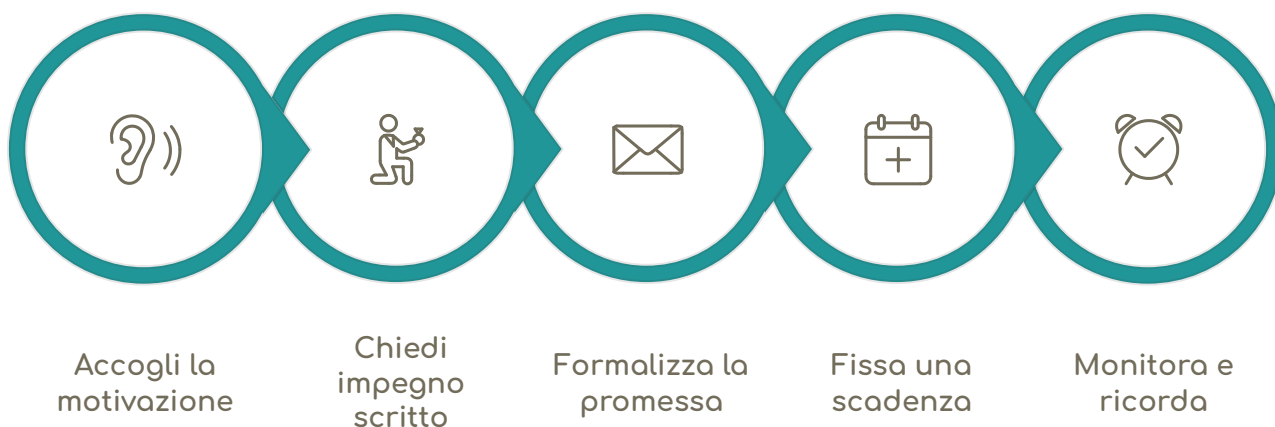 Accogli la
motivazione
Chiedi
impegno
scritto
Formalizza la
promessa
Fissa una
scadenza
Monitora e
ricorda